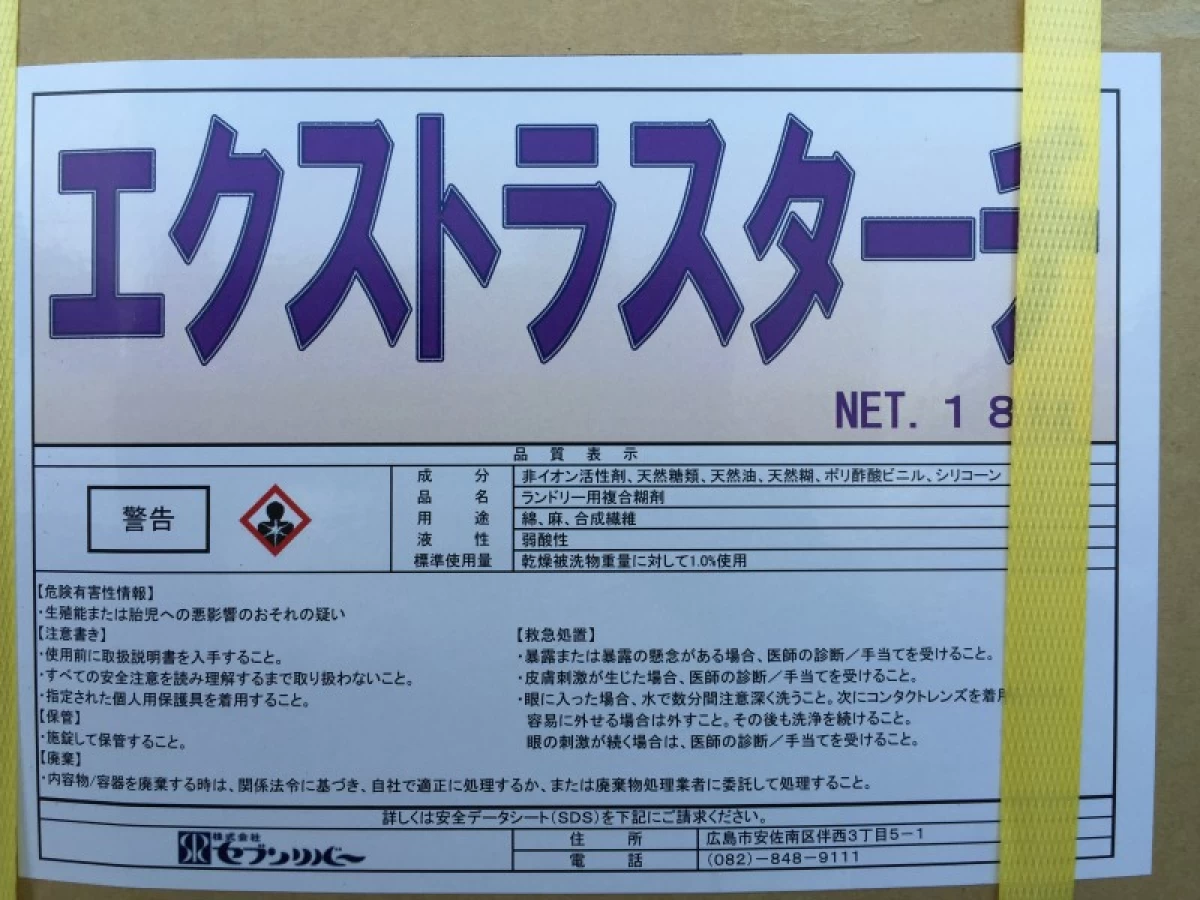 エクストラスターチ
NET. 18
品質表示
警告
成分 非イオン活性剤、天然糖類、天然油、天然糊、ポリ酢酸ビニル、シリコーン
品名 ランドリー用複合糊剤
用途 綿、麻、合成繊維
液性 弱酸性
標準使用量 乾燥被洗物重量に対して1.0%使用
【危険有害性情報】
・生殖能または胎児への悪影響のおそれの疑い
【注意書き】
・使用前に取扱説明書を入手すること。
・すべての安全注意を読み理解するまで取り扱わないこと。
・指定された個人用保護具を着用すること。
【保管】
・施錠して保管すること。
【廃棄】
・内容物/容器を廃棄する時は、関係法令に基づき、自社で適正に処理するか、または廃棄物処理業者に委託して処理すること。
【救急処置】
・暴露または暴露の懸念がある場合、医師の診断／手当てを受けること。
・皮膚刺激が生じた場合、医師の診断／手当てを受けること。
・眼に入った場合、水で数分間注意深く洗うこと。次にコンタクトレンズを着用
容易に外せる場合は外すこと。その後も洗浄を続けること。
眼の刺激が続く場合は、医師の診断／手当てを受けること。
詳しくは安全データシート(SDS)を下記にご請求ください。
株式会社
セブンリバー
住所 広島市安佐南区伴西3丁目5-1
電話 (082)-848-9111